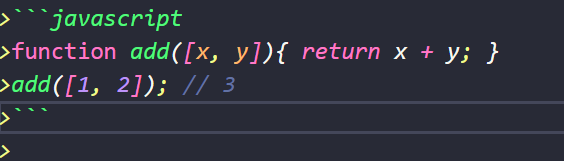 >```javascript
>function add([x, y]){ return x + y; }
>add([1, 2]); // 3
>```
>